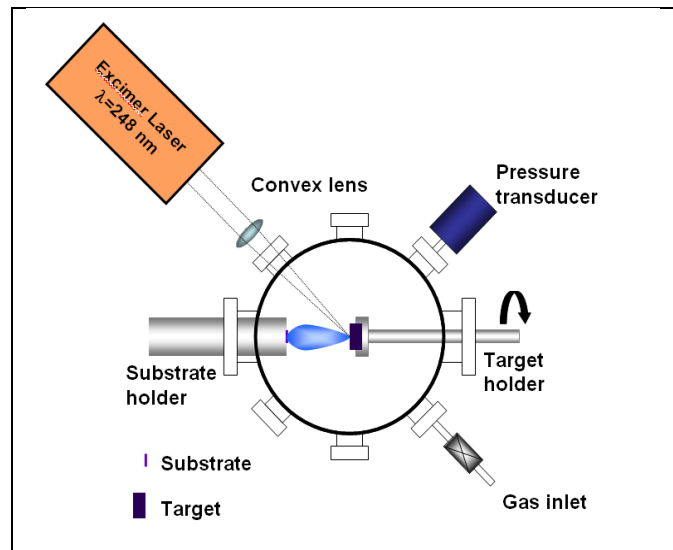 Excimer Laser
λ=248 nm
Convex lens
Pressure
transducer
Substrate
holder
Target
holder
Substrate
Target
Gas inlet